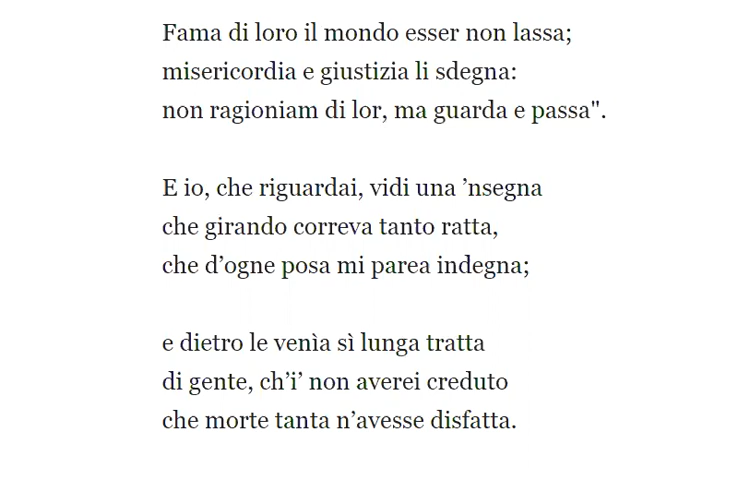 Fama di loro il mondo esser non lassa;
misericordia e giustizia li sdegna:
non ragioniam di lor, ma guarda e passa".
E io, che riguardai, vidi una ’nsegna
che girando correva tanto ratta,
che d’ogne posa mi parea indegna;
e dietro le venìa sì lunga tratta
di gente, ch’i’ non averei creduto
che morte tanta n’avesse disfatta.